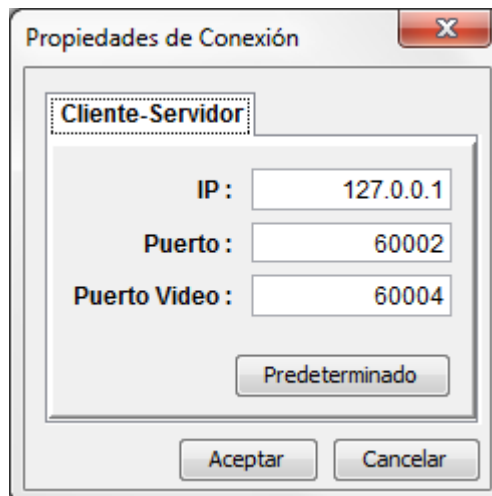 Propiedades de Conexión
Cliente-Servidor
IP : 127.0.0.1
Puerto : 60002
Puerto Video : 60004
Predeterminado
Aceptar Cancelar